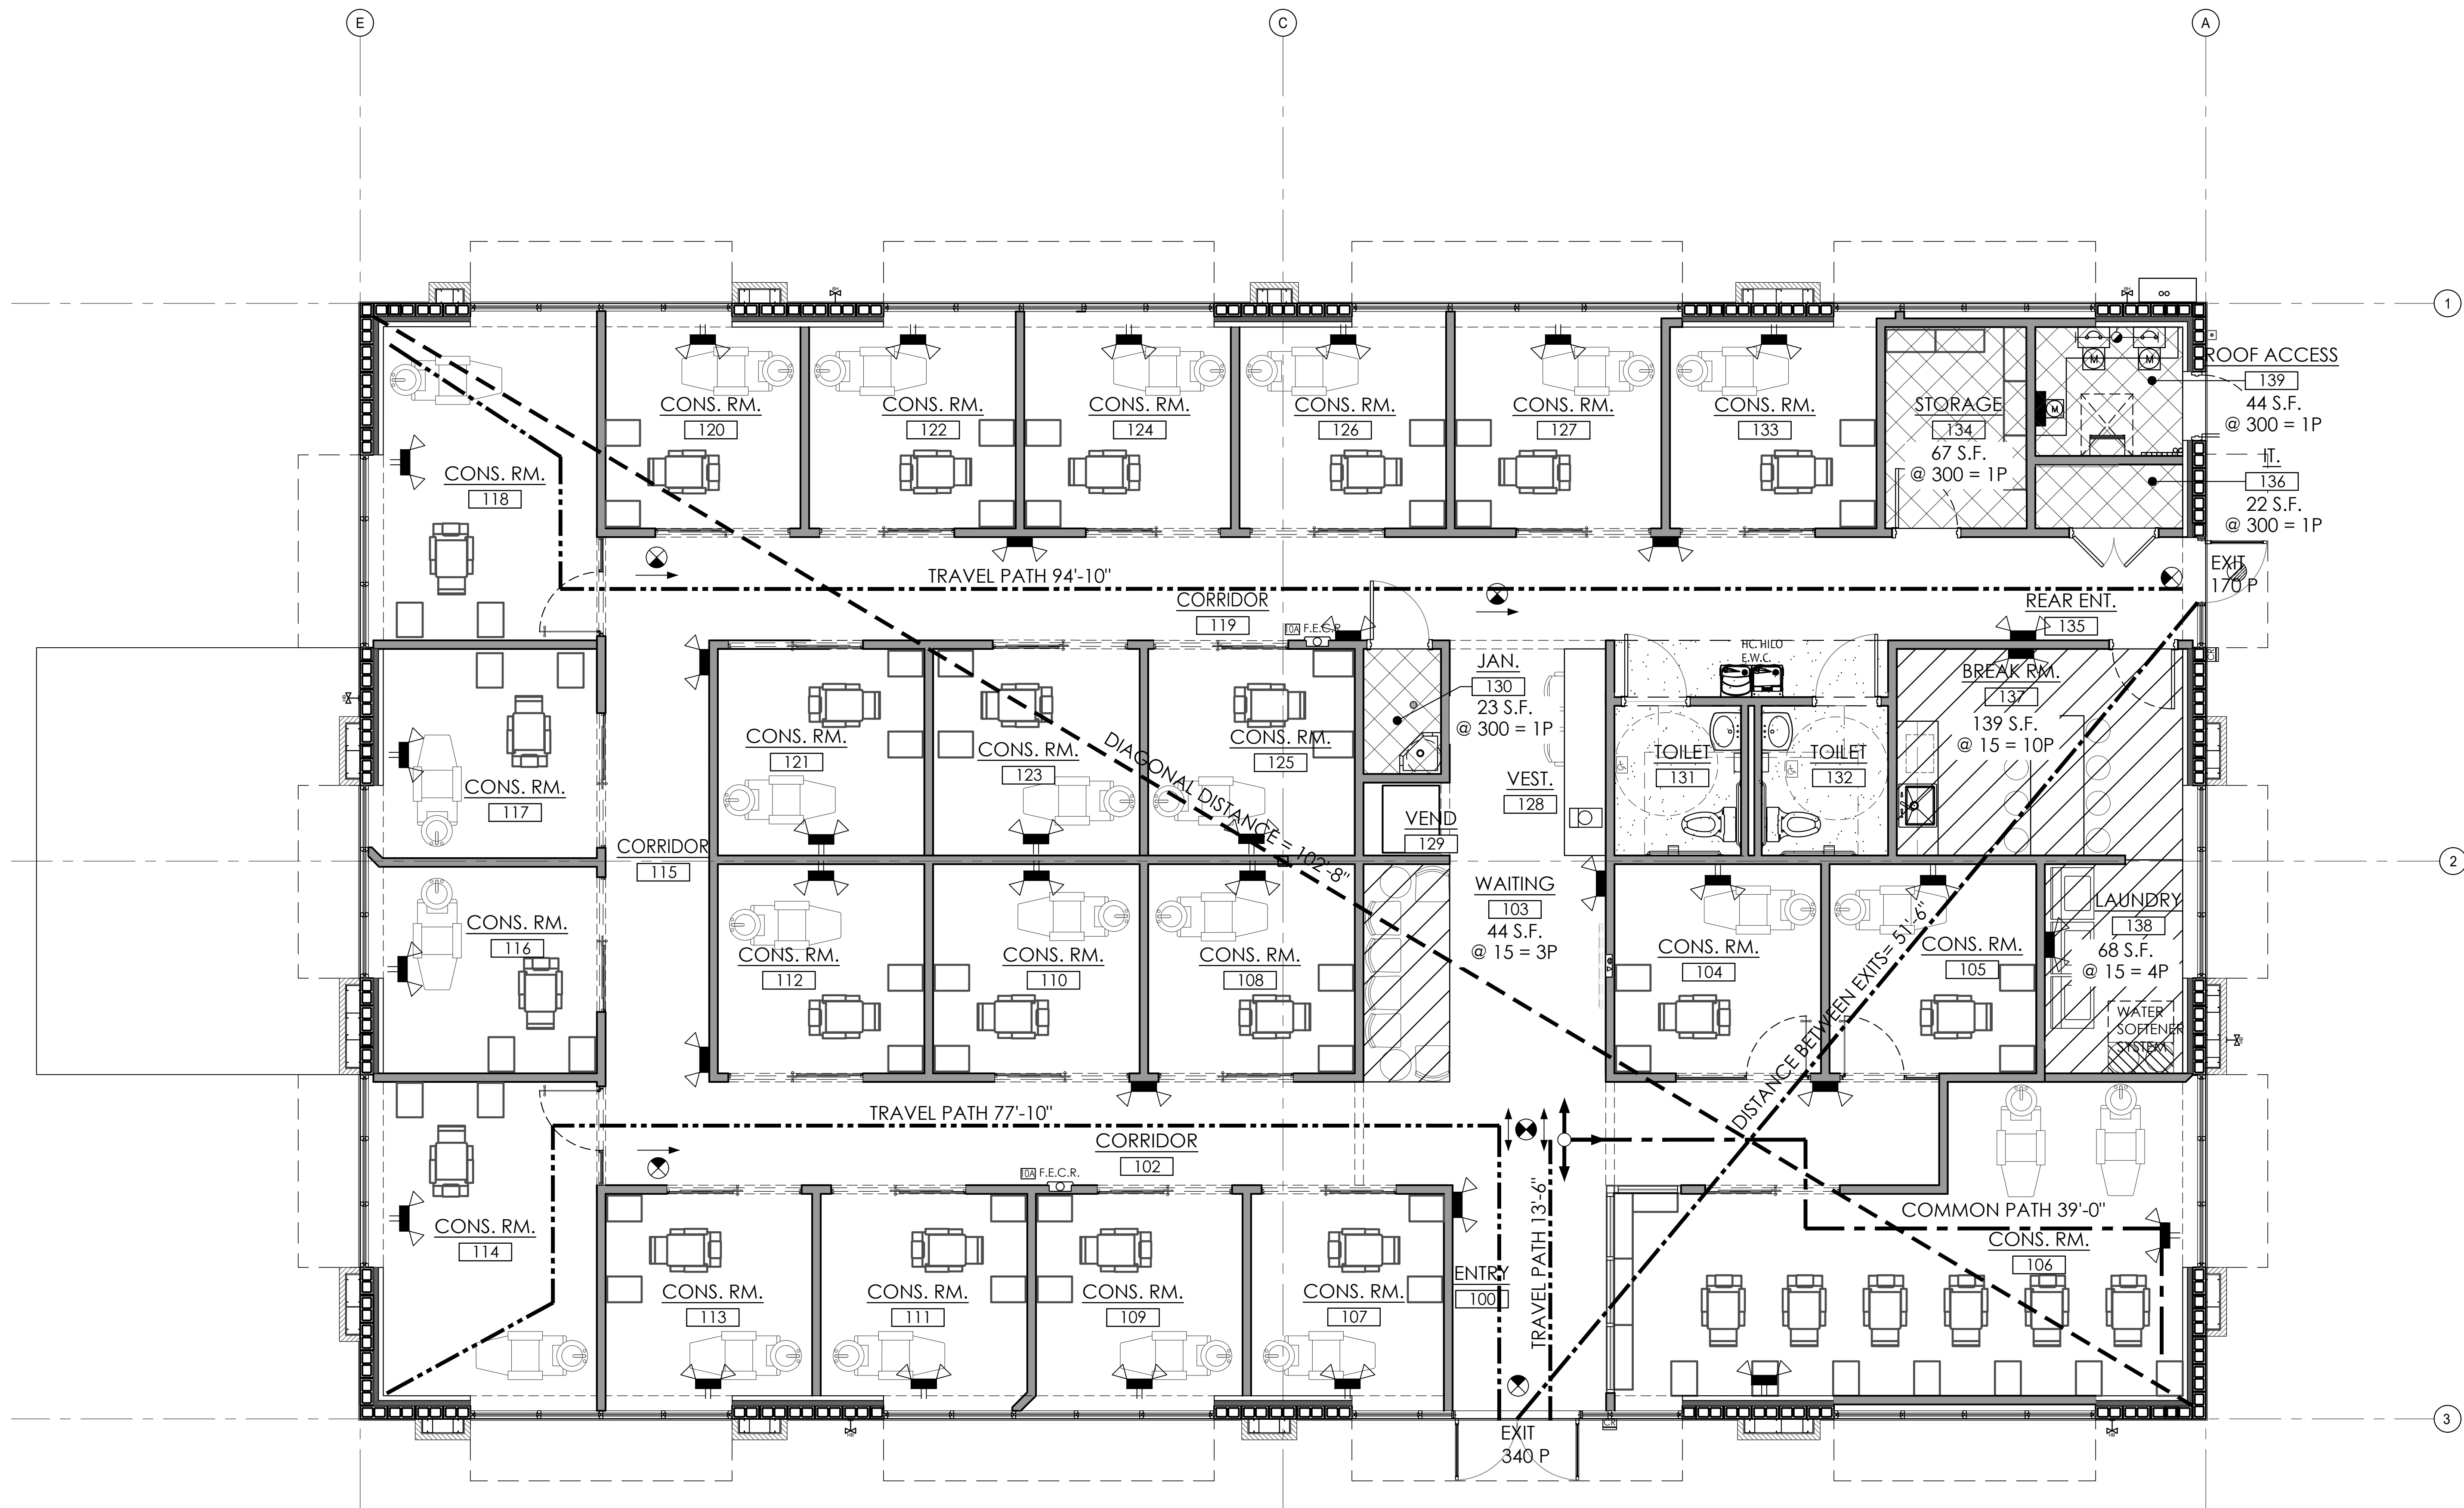 E
C
A
1
ROOF ACCESS
139
44 S.F.
@ 300 = 1P
IT.
136
22 S.F.
@ 300 = 1P
M
M
M
CONS. RM.
120
CONS. RM.
122
CONS. RM.
124
CONS. RM.
126
CONS. RM.
127
CONS. RM.
133
STORAGE
134
67 S.F.
@ 300 = 1P
CONS. RM.
118
EXIT
170 P
TRAVEL PATH 94'-10"
CORRIDOR
119
REAR ENT.
135
10A F.E.C.R.
HC. HILO
E.W.C.
JAN.
130
23 S.F.
@ 300 = 1P
BREAK RM.
137
139 S.F.
@ 15 = 10P
CONS. RM.
121
CONS. RM.
123
CONS. RM.
125
DIAGONAL DISTANCE = 102'-8"
TOILET
131
TOILET
132
VEST.
128
CONS. RM.
117
VEND
129
CORRIDOR
115
2
WAITING
103
44 S.F.
@ 15 = 3P
CONS. RM.
116
CONS. RM.
112
CONS. RM.
110
CONS. RM.
108
CONS. RM.
104
CONS. RM.
105
LAUNDRY
138
68 S.F.
@ 15 = 4P
WATER
SOFTENER
SYSTEM
DISTANCE BETWEEN EXITS= 51'-6"
TRAVEL PATH 77'-10"
CORRIDOR
102
10A F.E.C.R.
COMMON PATH 39'-0"
CONS. RM.
114
CONS. RM.
106
TRAVEL PATH 13'-6"
ENTRY
100
CONS. RM.
113
CONS. RM.
111
CONS. RM.
109
CONS. RM.
107
CR
3
EXIT
340 P